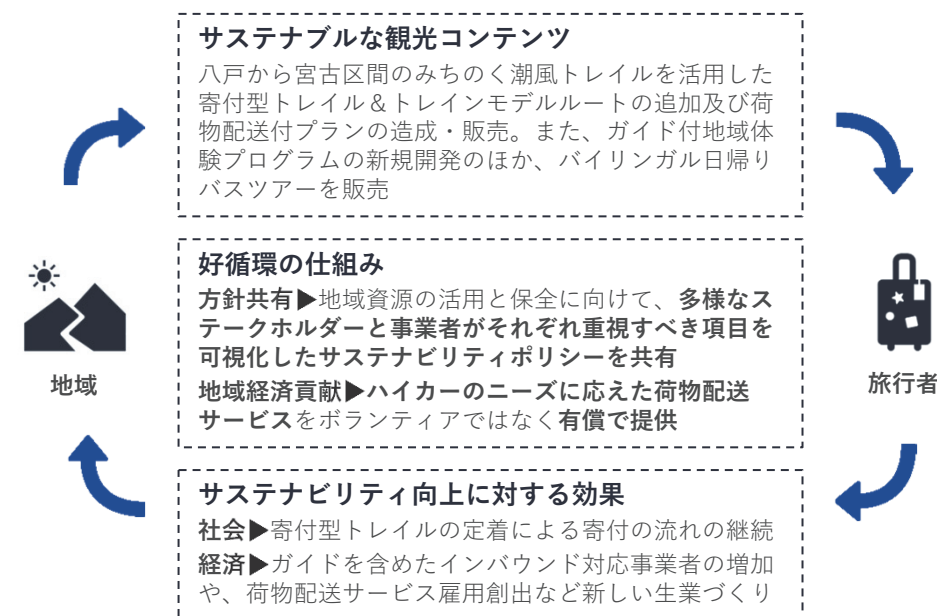 サステナブルな観光コンテンツ
八戸から宮古区間のみちのく潮風トレイルを活用した
寄付型トレイル＆トレインモデルルートの追加及び荷
物配送付プランの造成・販売。また、ガイド付地域体
験プログラムの新規開発のほか、バイリンガル日帰り
バスツアーを販売
好循環の仕組み
方針共有▶地域資源の活用と保全に向けて、多様なス
テークホルダーと事業者がそれぞれ重視すべき項目を
可視化したサステナビリティポリシーを共有
地域経済貢献▶ハイカーのニーズに応えた荷物配送
サービスをボランティアではなく有償で提供
地域
旅行者
サステナビリティ向上に対する効果
社会▶寄付型トレイルの定着による寄付の流れの継続
経済▶ガイドを含めたインバウンド対応事業者の増加
や、荷物配送サービス雇用創出など新しい生業づくり